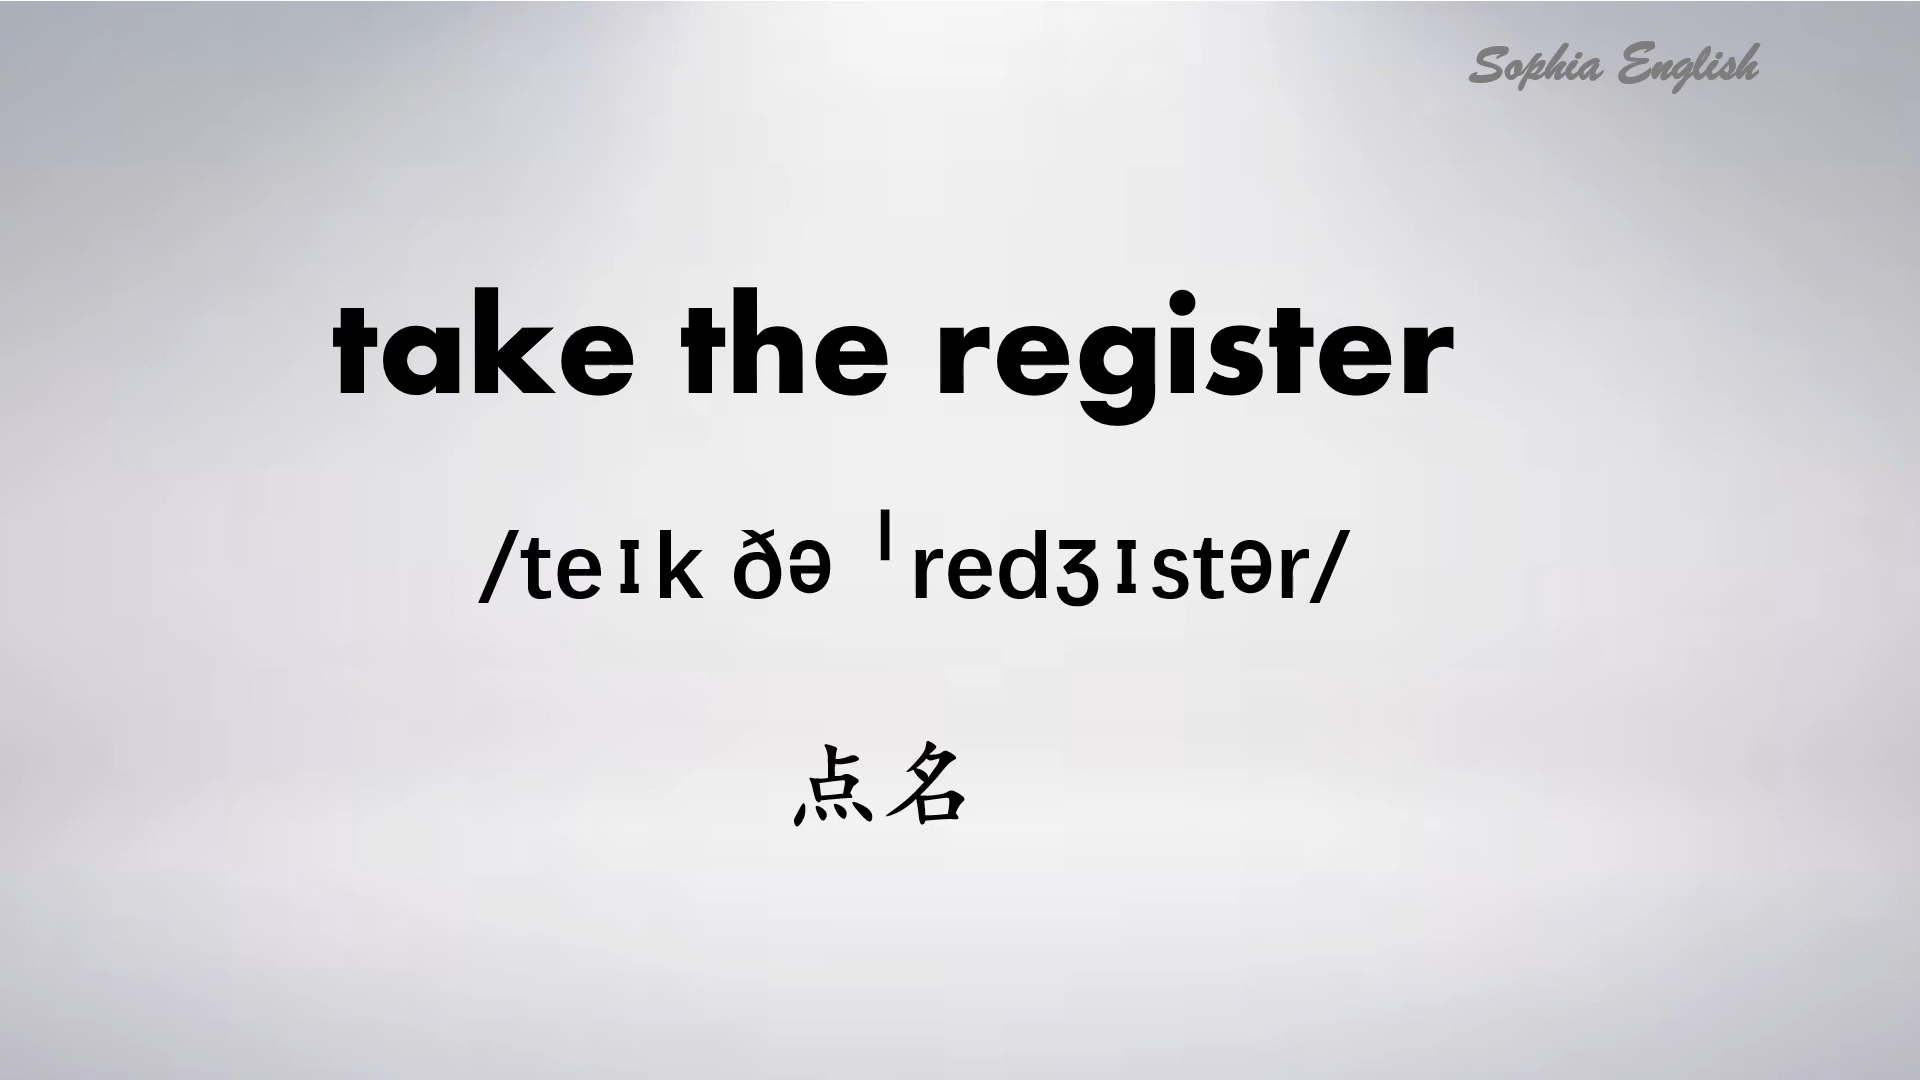 Sophia English
take the register
/teɪk ðə ˈredʒɪstər/
点名